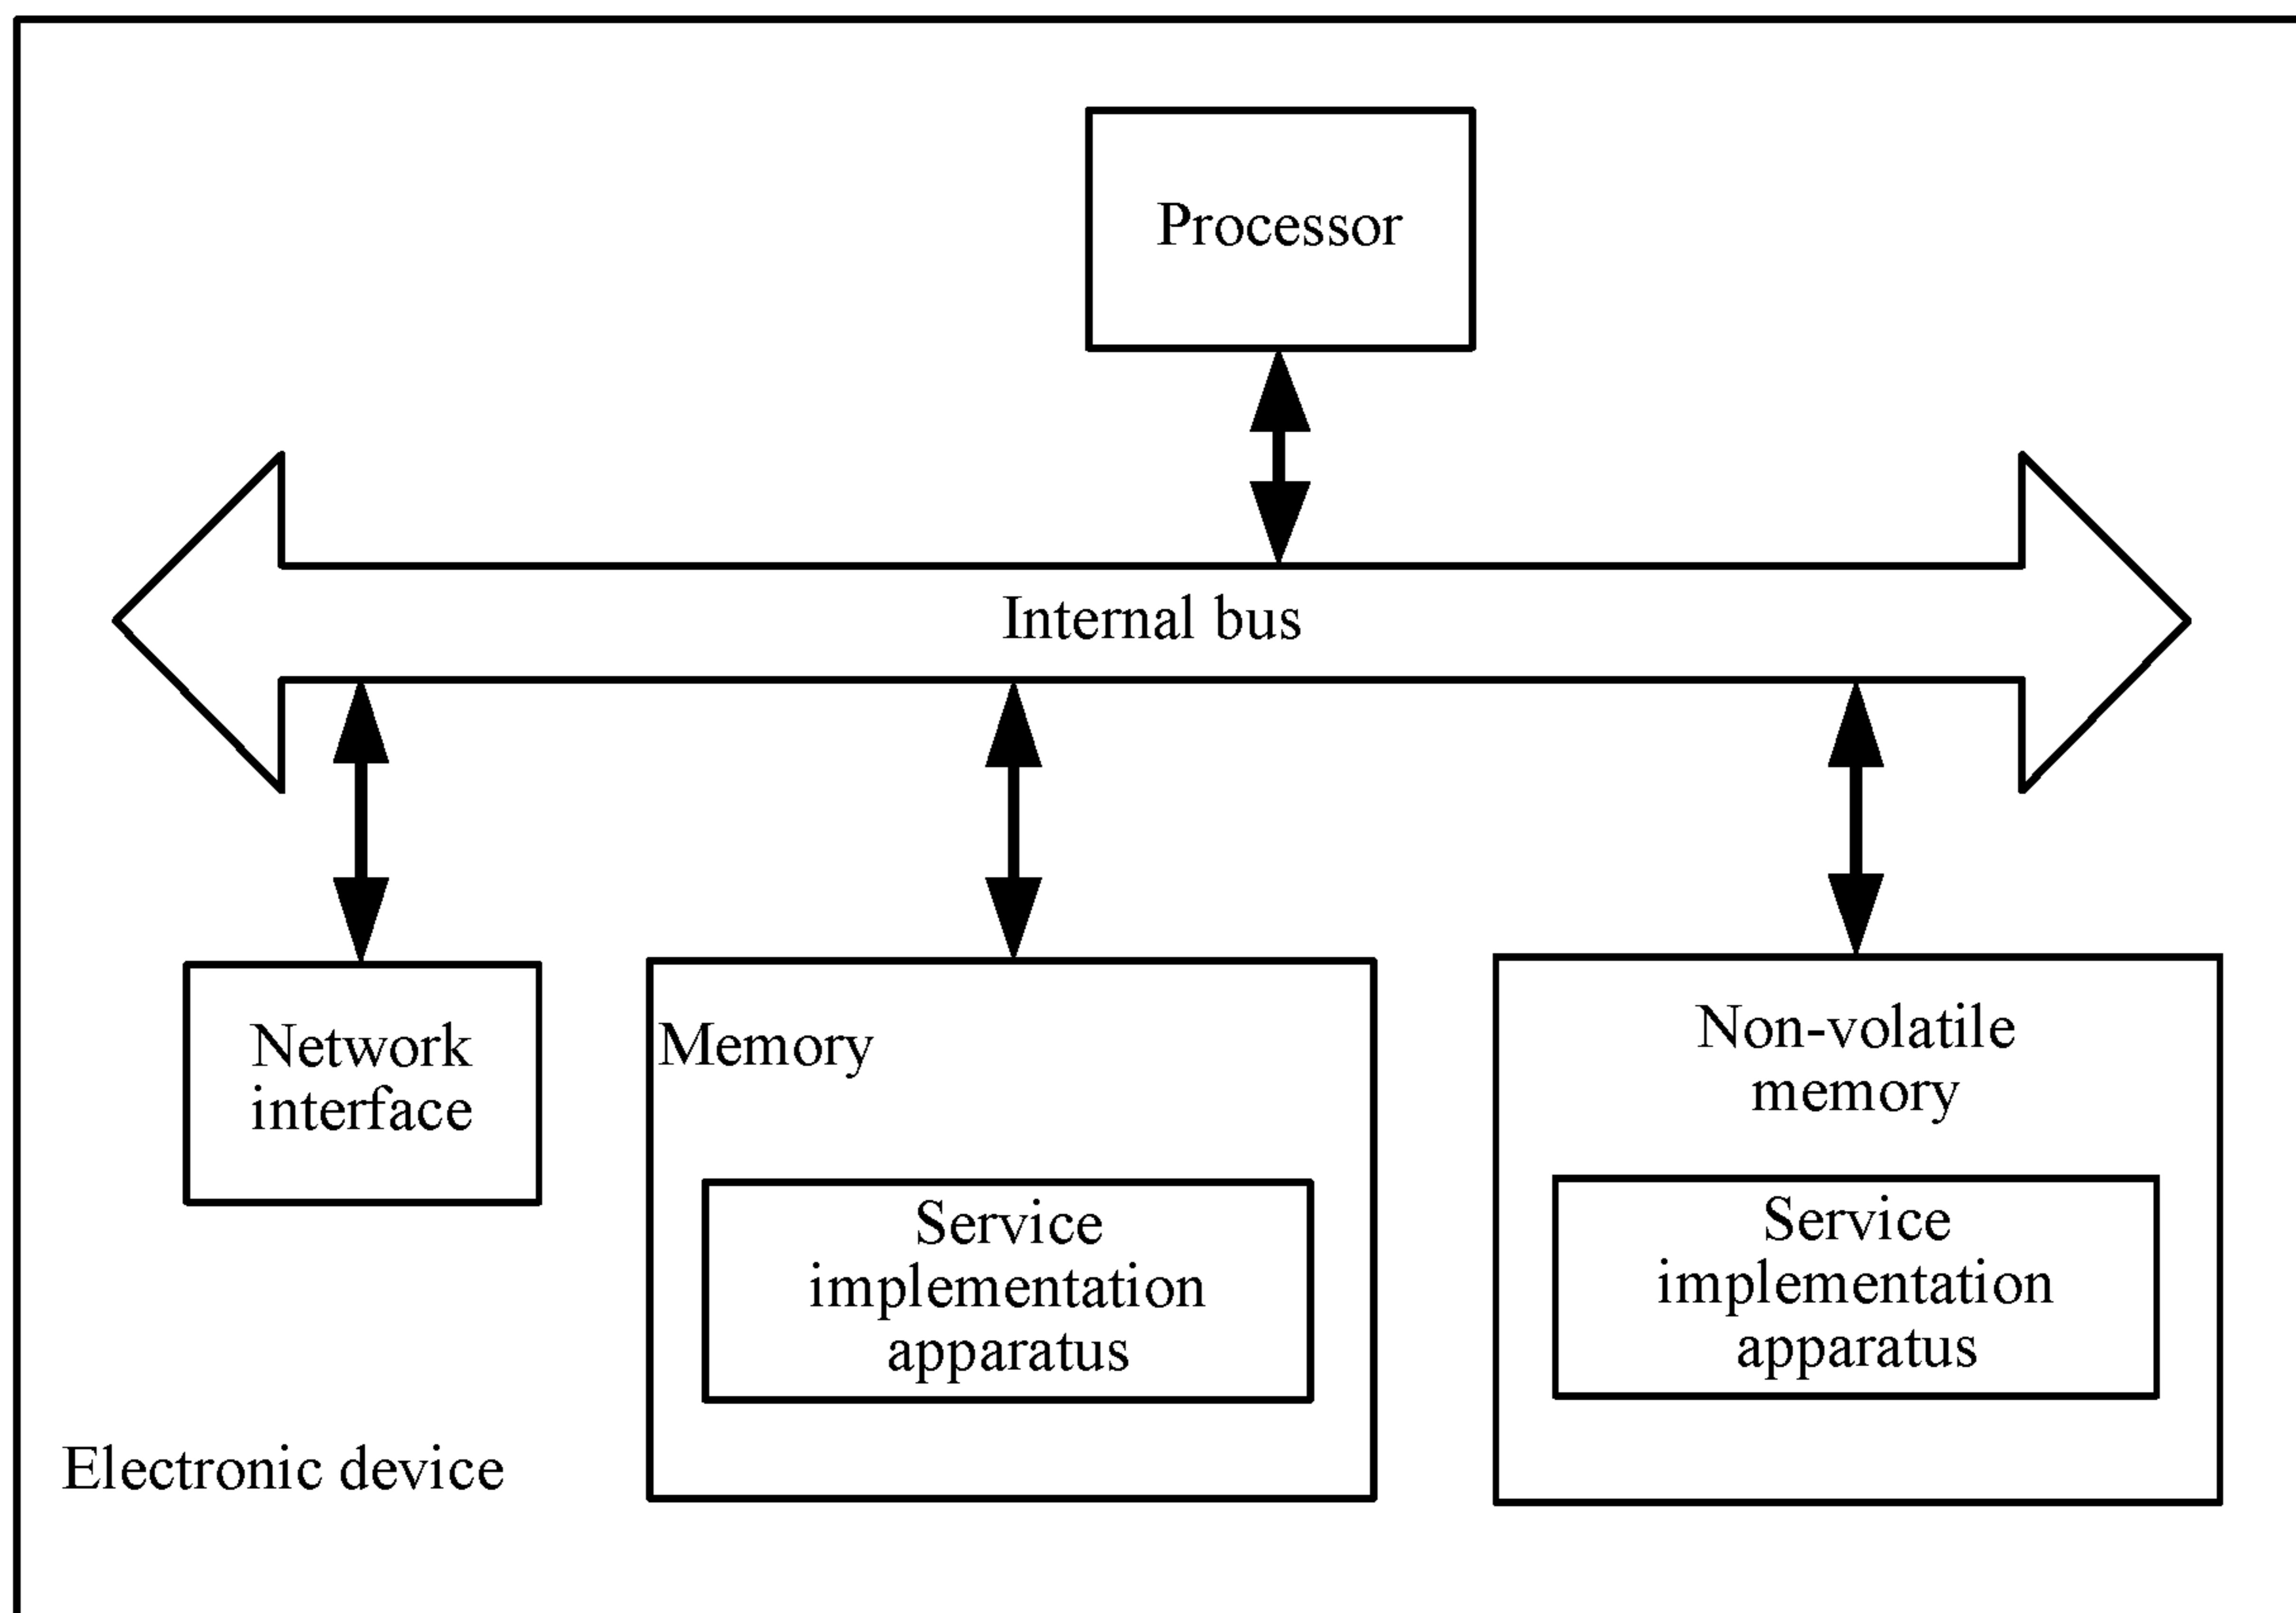 Processor
Internal bus
Network
interface
Memory
Service
implementation
apparatus
Non-volatile
memory
Service
implementation
apparatus
Electronic device